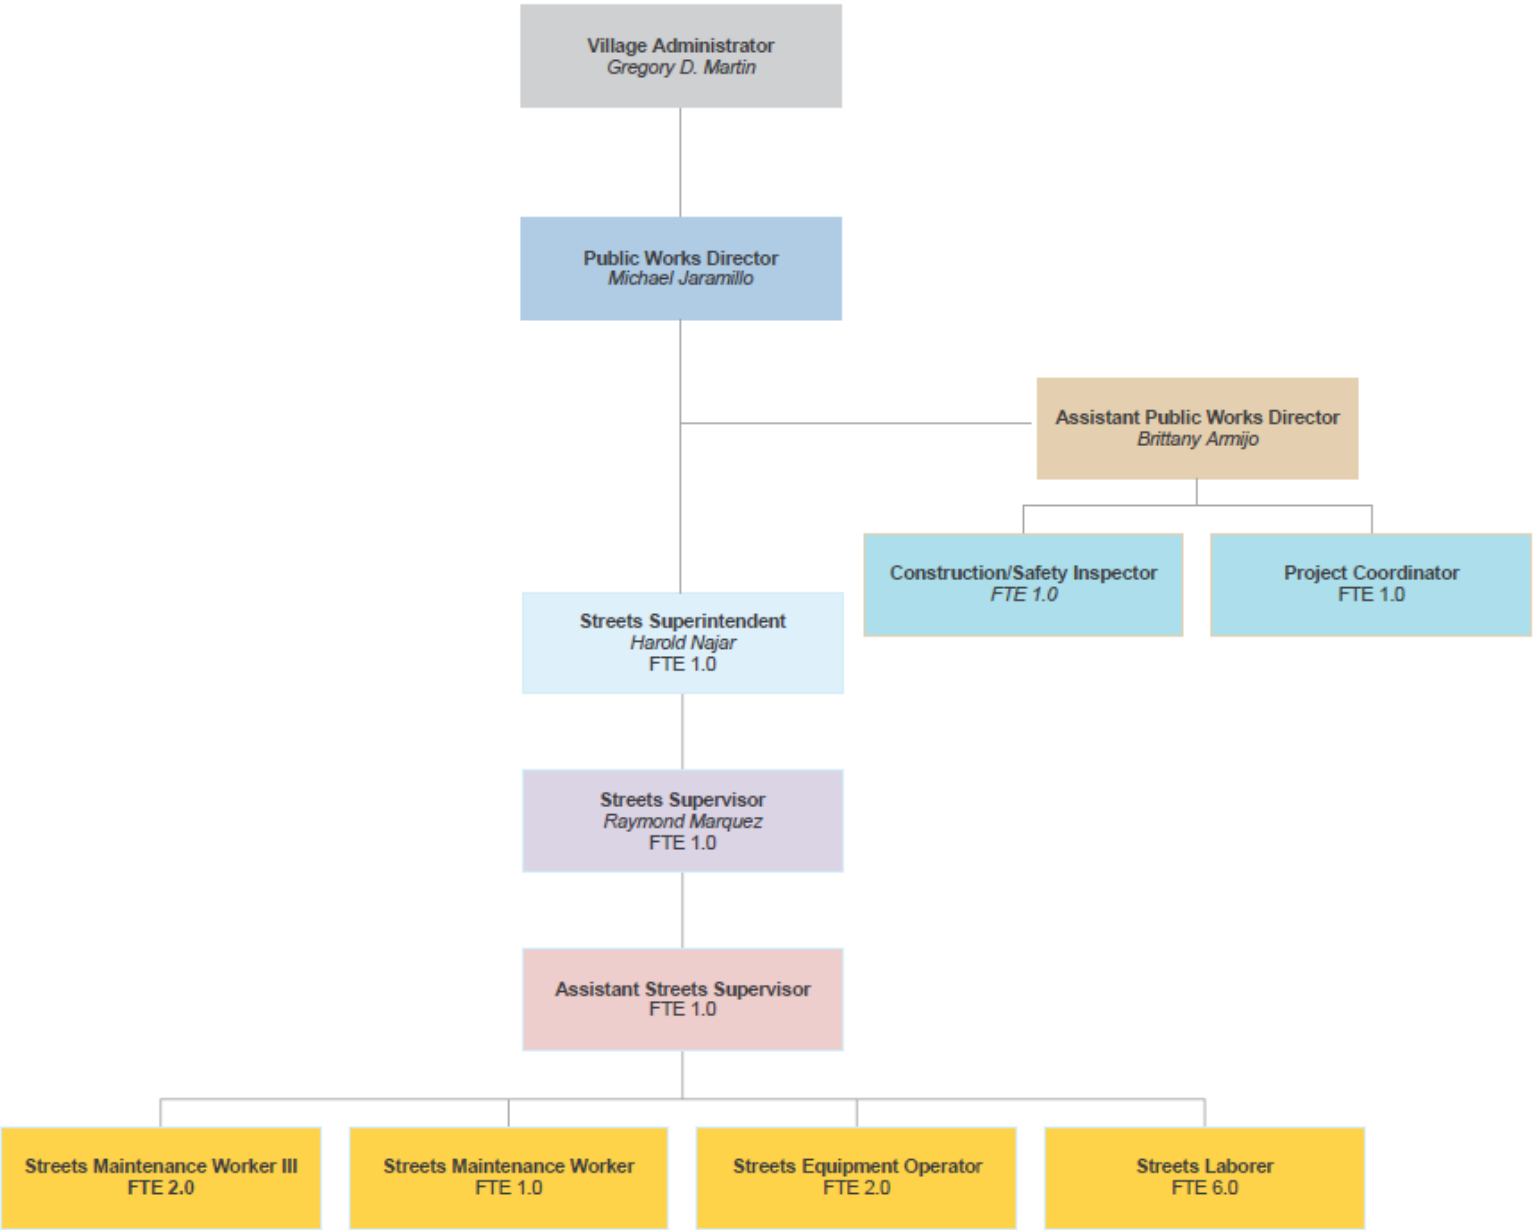 Village Administrator
Gregory D. Martin
Public Works Director
Michael Jaramillo
Assistant Public Works Director
Brittany Armijo
Construction/Safety Inspector
FTE 1.0
Project Coordinator
FTE 1.0
Streets Superintendent
Harold Najar
FTE 1.0
Streets Supervisor
Raymond Marquez
FTE 1.0
Assistant Streets Supervisor
FTE 1.0
Streets Maintenance Worker III
FTE 2.0
Streets Maintenance Worker
FTE 1.0
Streets Equipment Operator
FTE 2.0
Streets Laborer
FTE 6.0